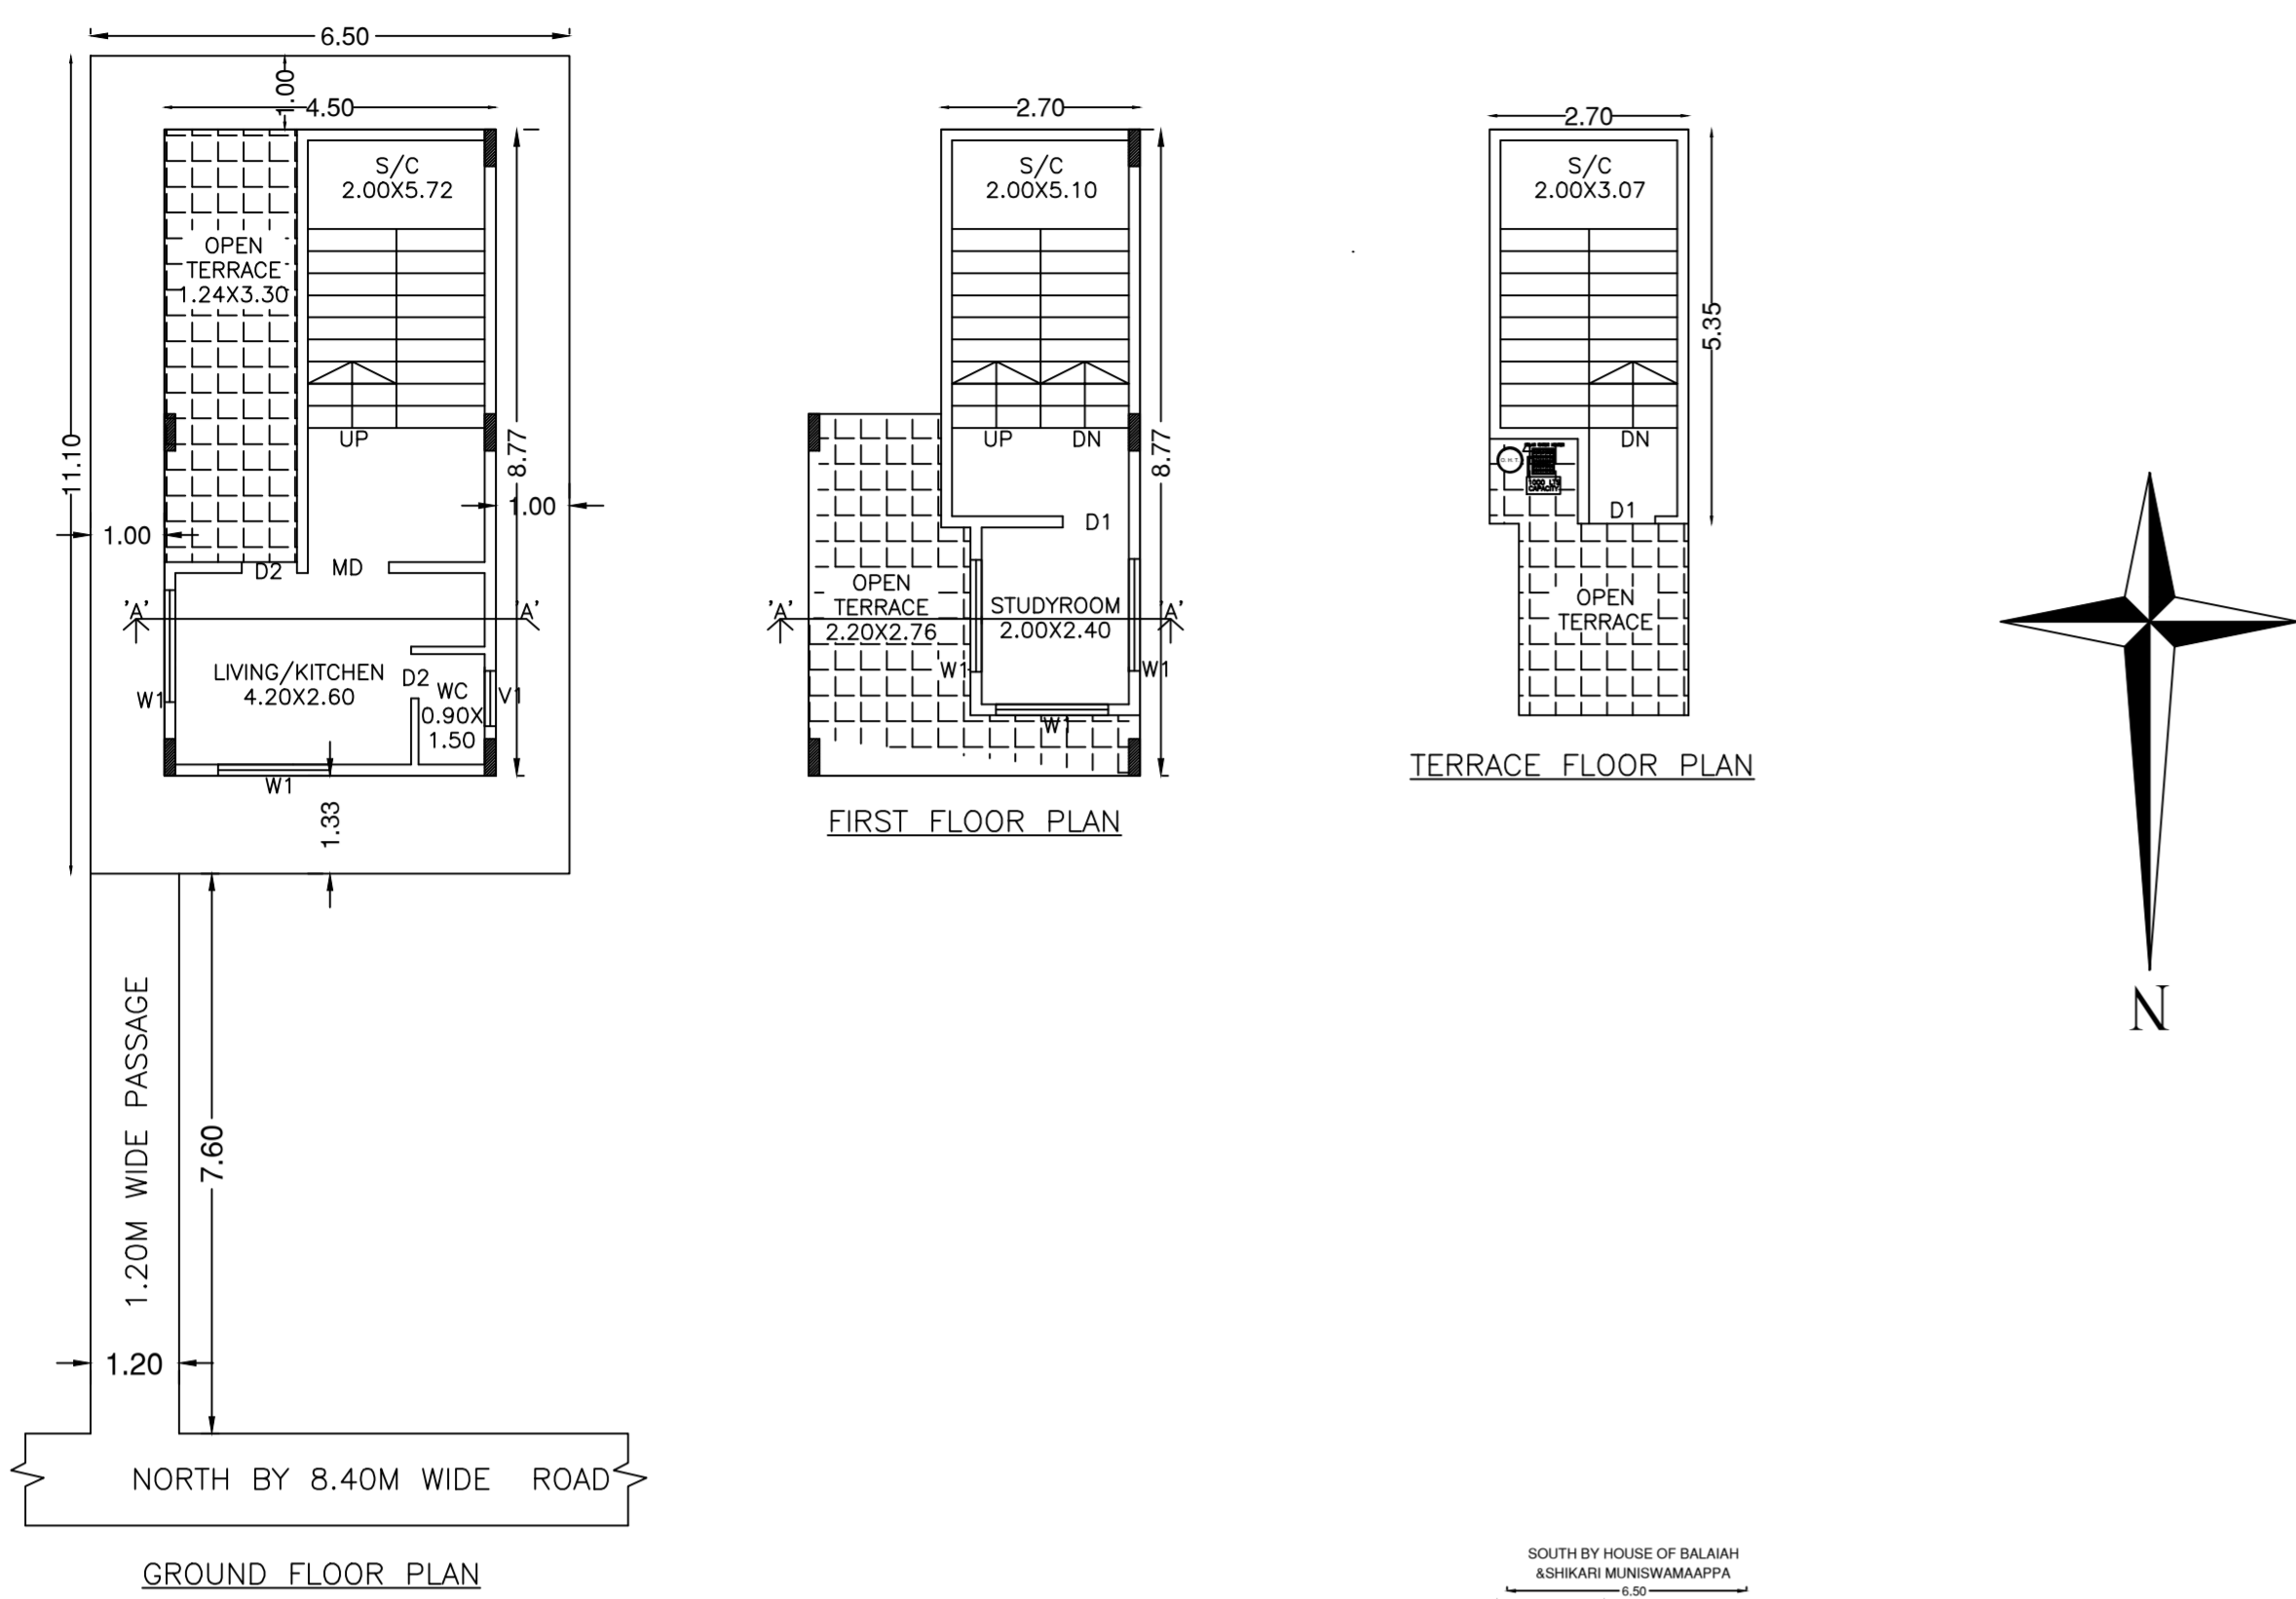 6.50
1.00
4.50
S/C
2.00X5.72
OPEN
TERRACE
1.24X3.30
UP
11.10
8.77
1.00
1.00
D2
MD
'A'
'A'
LIVING/KITCHEN
4.20X2.60
D2
WC
0.90X
1.50
V1
W1
W1
1.33
1.20M WIDE PASSAGE
7.60
1.20
NORTH BY 8.40M WIDE ROAD
GROUND FLOOR PLAN
2.70
S/C
2.00X5.10
UP
DN
8.77
D1
OPEN
TERRACE
2.20X2.76
STUDYROOM
2.00X2.40
'A'
'A'
W1
W1
W1
FIRST FLOOR PLAN
2.70
S/C
2.00X3.07
5.35
DN
O.H.T.
1000 LTS
CAPACITY
D1
OPEN
TERRACE
TERRACE FLOOR PLAN
N
SOUTH BY HOUSE OF BALAIAH
&SHIKARI MUNISWAMAAPPA
6.50